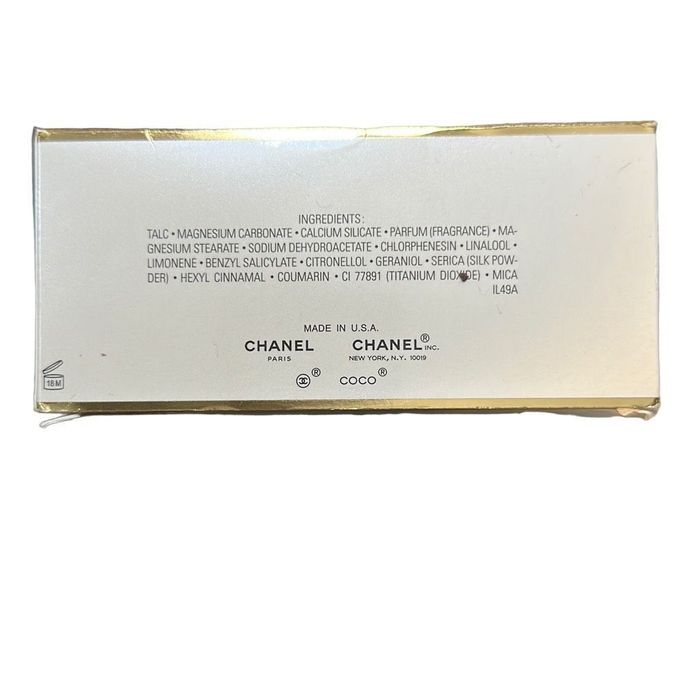 INGREDIENTS:
TALC • MAGNESIUM CARBONATE • CALCIUM SILICATE • PARFUM (FRAGRANCE) • MA-
GNESIUM STEARATE • SODIUM DEHYDROACETATE • CHLORPHENESIN • LINALOOL •
LIMONENE • BENZYL SALICYLATE • CITRONELLOL • GERANIOL • SERICA (SILK POW-
DER) • HEXYL CINNAMAL • COUMARIN • CI 77891 (TITANIUM DIOXIDE) • MICA
IL49A
MADE IN U.S.A.
CHANEL CHANEL® INC.
PARIS NEW YORK, N.Y. 10019
® COCO®
18 M